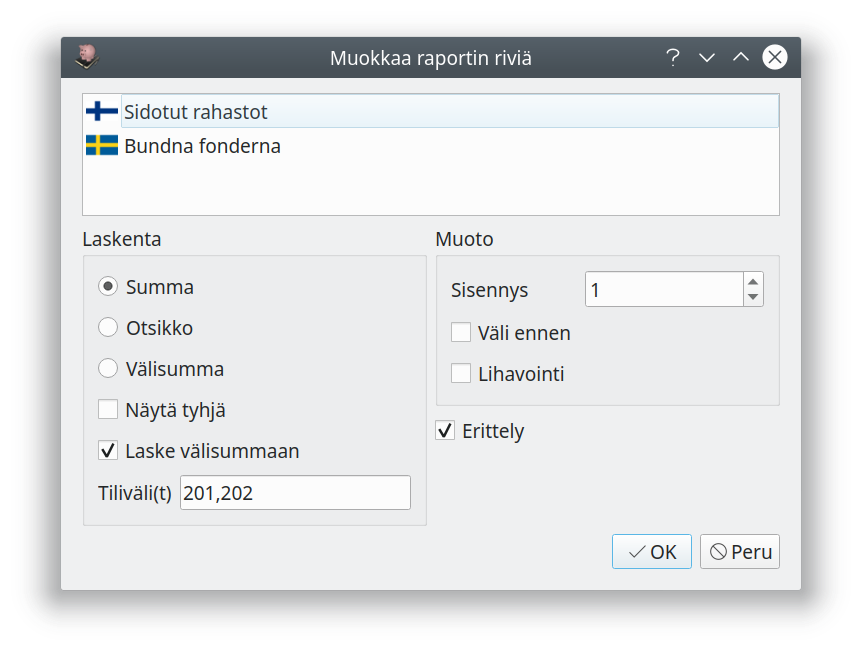 Muokkaa raportin riviä
Sidotut rahastot
Bundna fonderna
Laskenta
Summa
Otsikko
Välisumma
Näytä tyhjä
Laske välisummaan
Tiliväli(t) 201,202
Muoto
Sisennys 1
Väli ennen
Lihavointi
Erittely
OK
Peru